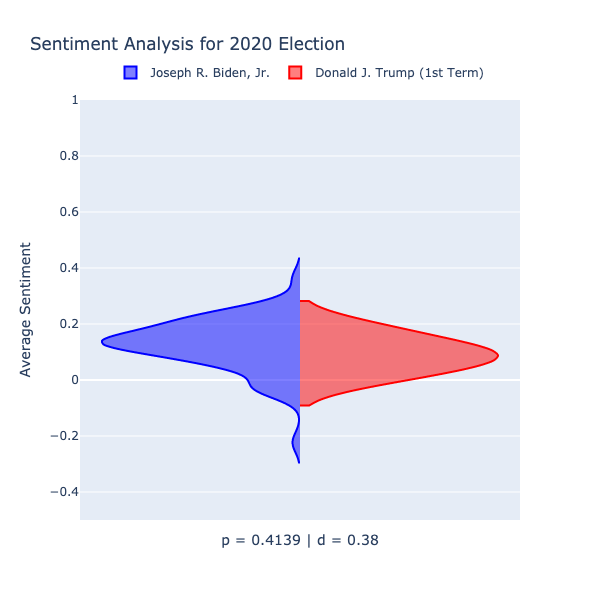 Sentiment Analysis for 2020 Election
Joseph R. Biden, Jr.
Donald J. Trump (1st Term)
Average Sentiment
1
0.8
0.6
0.4
0.2
0
−0.2
−0.4
p = 0.4139 | d = 0.38